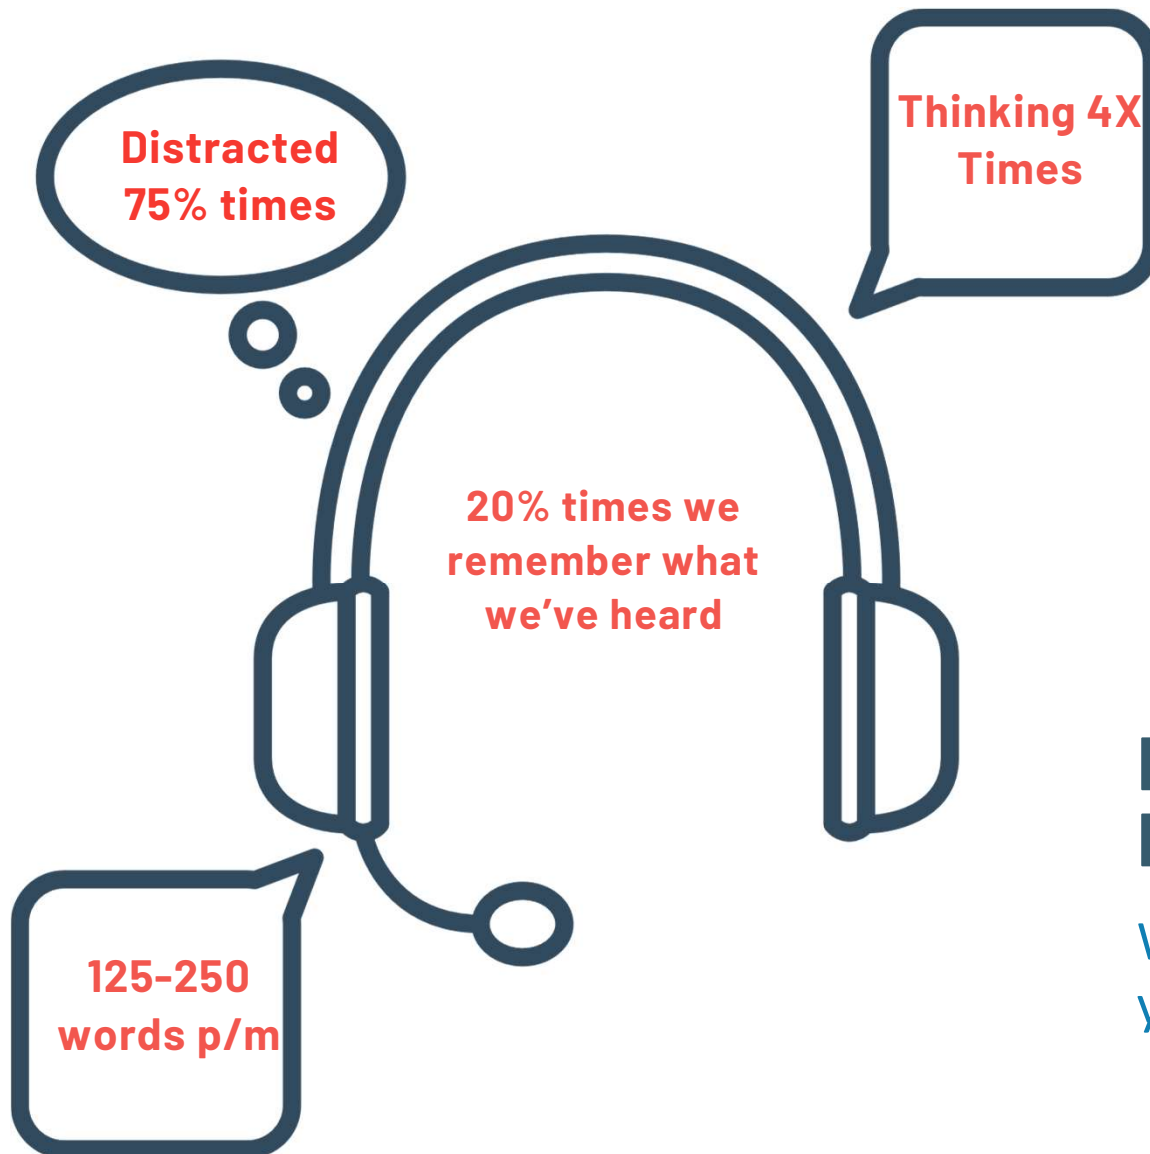 Thinking 4X
Times
Distracted
75% times
20% times we
remember what
we’ve heard
125-250
words p/m